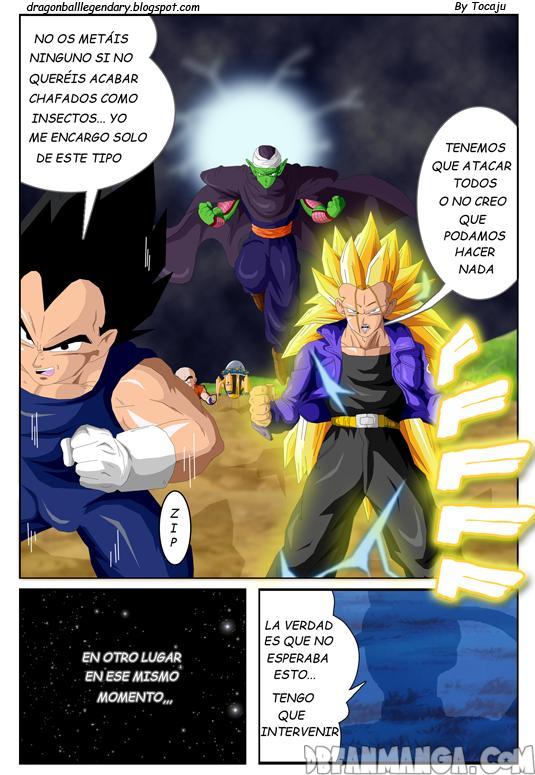 dragonballlegendary.blogspot.com
By Tocaju
NO OS METÁIS
NINGUNO SI NO
QUERÉIS ACABAR
CHAFADOS COMO
INSECTOS... YO
ME ENCARGO SOLO
DE ESTE TIPO
TENEMOS
QUE ATACAR
TODOS
O NO CREO
QUE
PODAMOS
HACER
NADA
Z
I
P
EN OTRO LUGAR
EN ESE MISMO
MOMENTO,,,
LA VERDAD
ES QUE NO
ESPERABA
ESTO...
TENGO
QUE
INTERVENIR
DBFANMANGA.COM